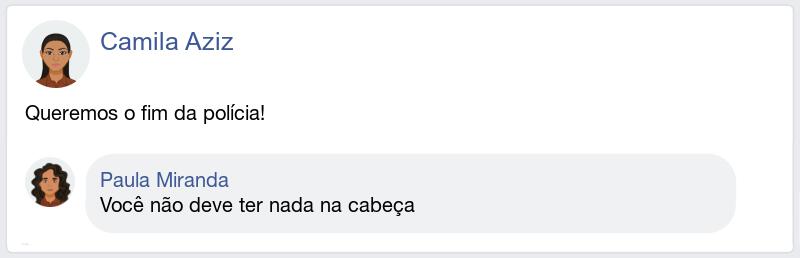 Camila Aziz
Queremos o fim da polícia!
Paula Miranda
Você não deve ter nada na cabeça